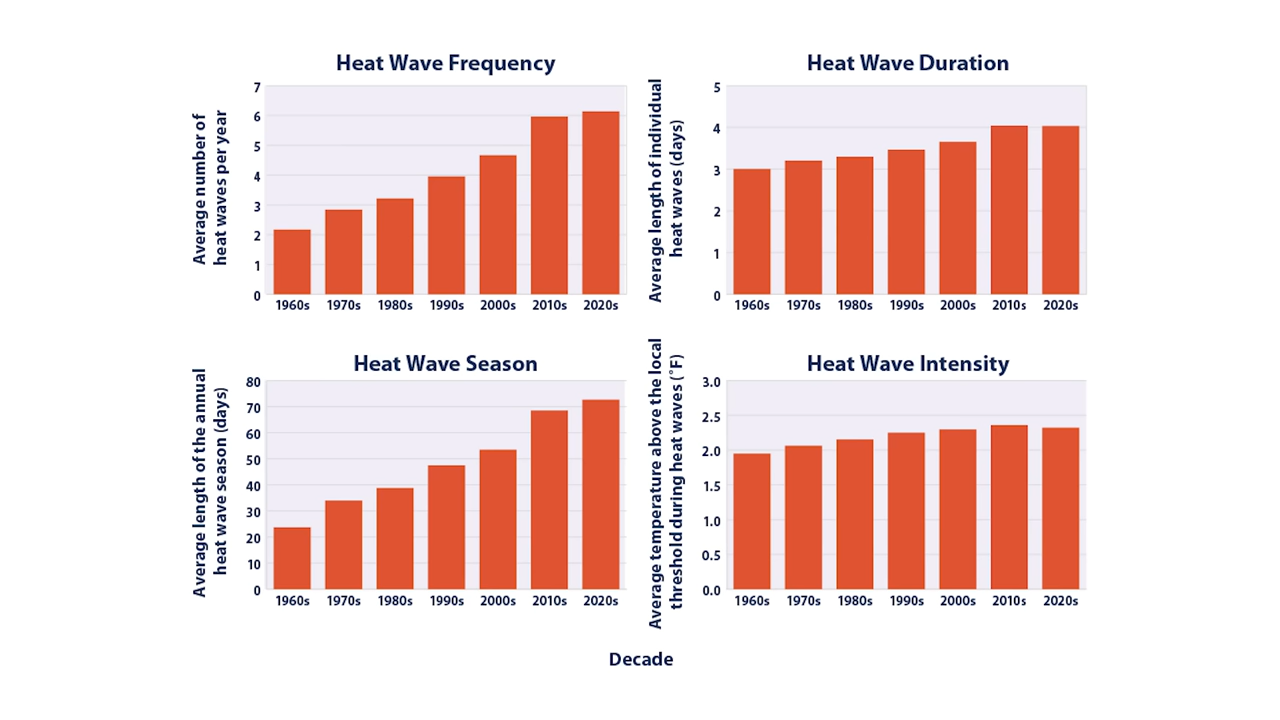 Heat Wave Frequency
Average number of
heat waves per year
7
6
5
4
3
2
1
0
1960s 1970s 1980s 1990s 2000s 2010s 2020s
Heat Wave Duration
Average length of individual
heat waves (days)
5
4
3
2
1
0
1960s 1970s 1980s 1990s 2000s 2010s 2020s
Heat Wave Season
Average length of the annual
heat wave season (days)
80
70
60
50
40
30
20
10
0
1960s 1970s 1980s 1990s 2000s 2010s 2020s
Heat Wave Intensity
Average temperature above the local
threshold during heat waves (˚F)
3.0
2.5
2.0
1.5
1.0
0.5
0.0
1960s 1970s 1980s 1990s 2000s 2010s 2020s
Decade